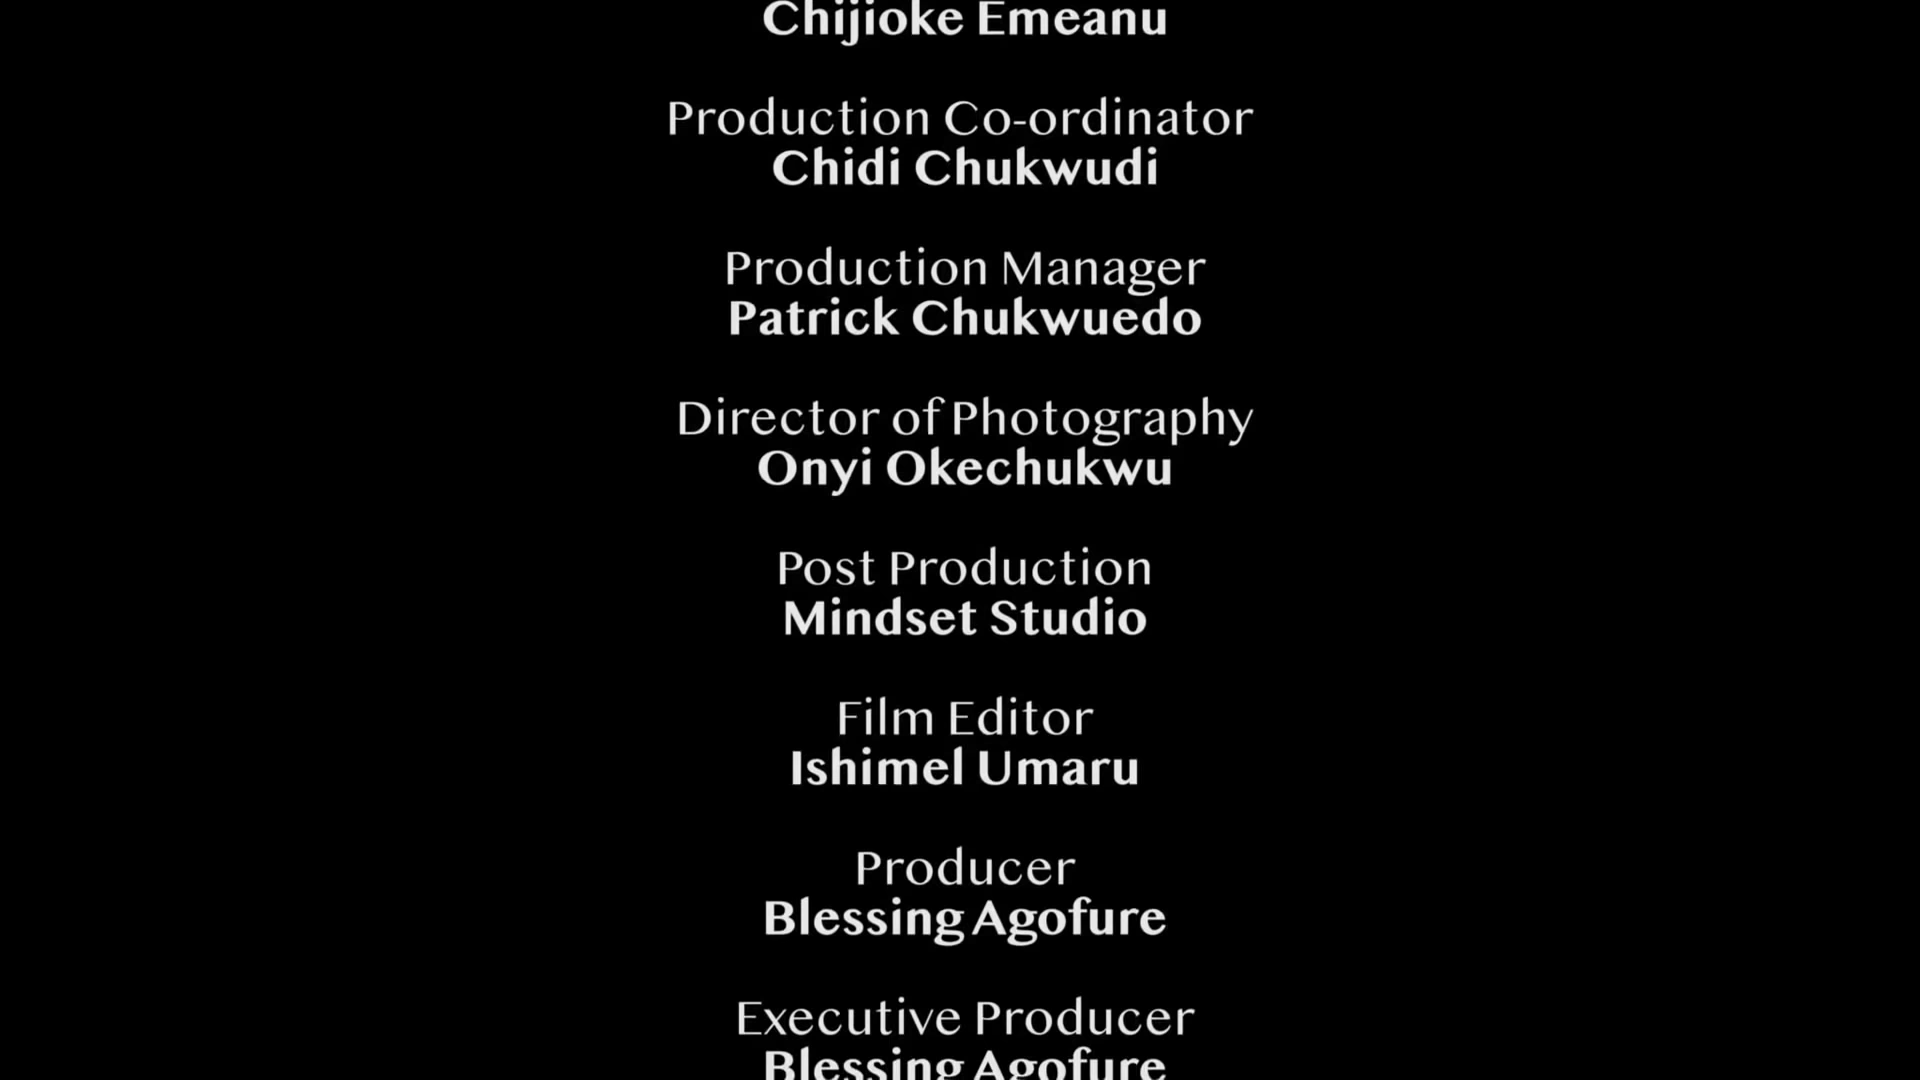 Chijioke Emeanu
Production Co-ordinator
Chidi Chukwudi
Production Manager
Patrick Chukwuedo
Director of Photography
Onyi Okechukwu
Post Production
Mindset Studio
Film Editor
Ishimel Umaru
Producer
Blessing Agofure
Executive Producer
Blessing Agofure